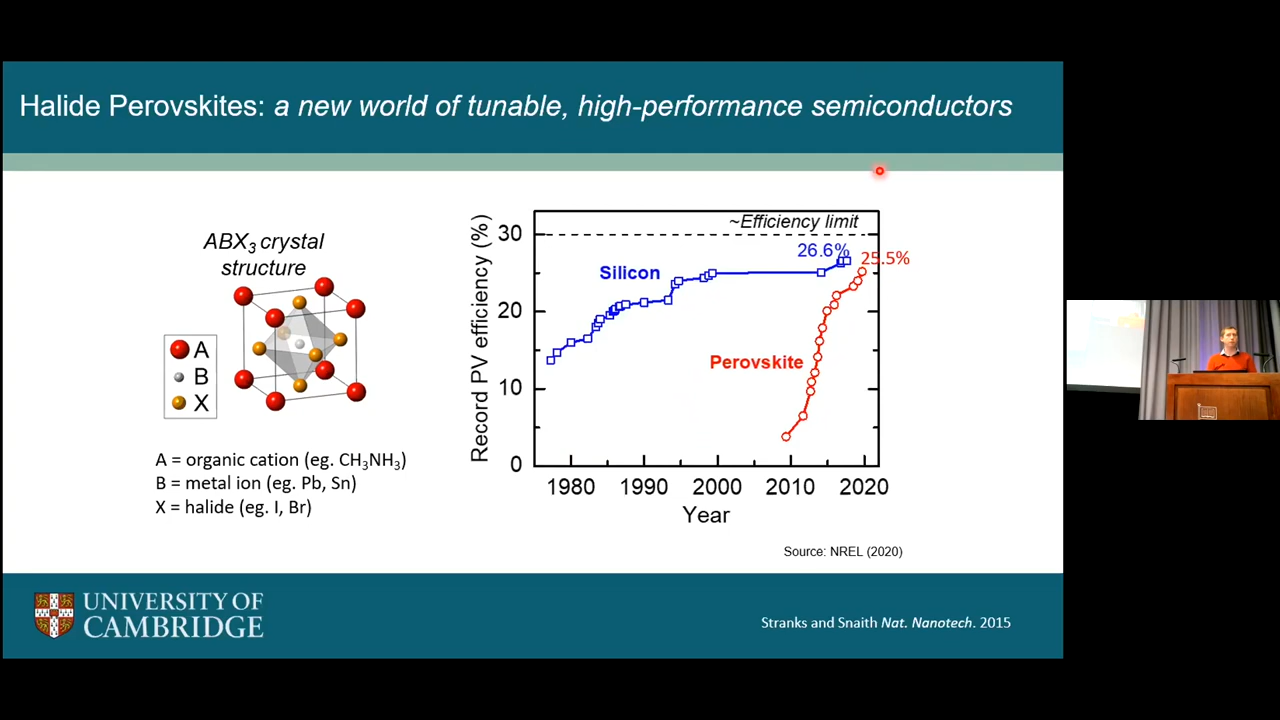 Halide Perovskites: a new world of tunable, high-performance semiconductors
ABX₃ crystal
structure
A
B
X
A = organic cation (eg. CH₃NH₃)
B = metal ion (eg. Pb, Sn)
X = halide (eg. I, Br)
Record PV efficiency (%)
30
20
10
0
~Efficiency limit
26.6%
25.5%
Silicon
Perovskite
1980 1990 2000 2010 2020
Year
Source: NREL (2020)
UNIVERSITY OF
CAMBRIDGE
Stranks and Snaith Nat. Nanotech. 2015